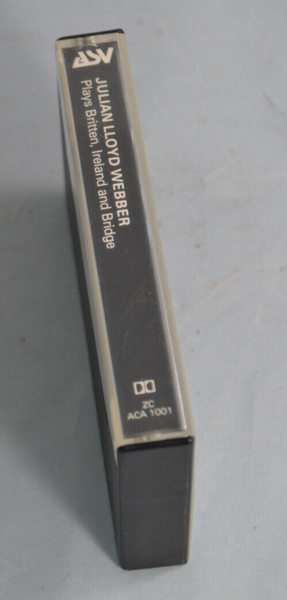 ASV
JULIAN LLOYD WEBBER
Plays Britten, Ireland and Bridge
ZC
ACA 1001